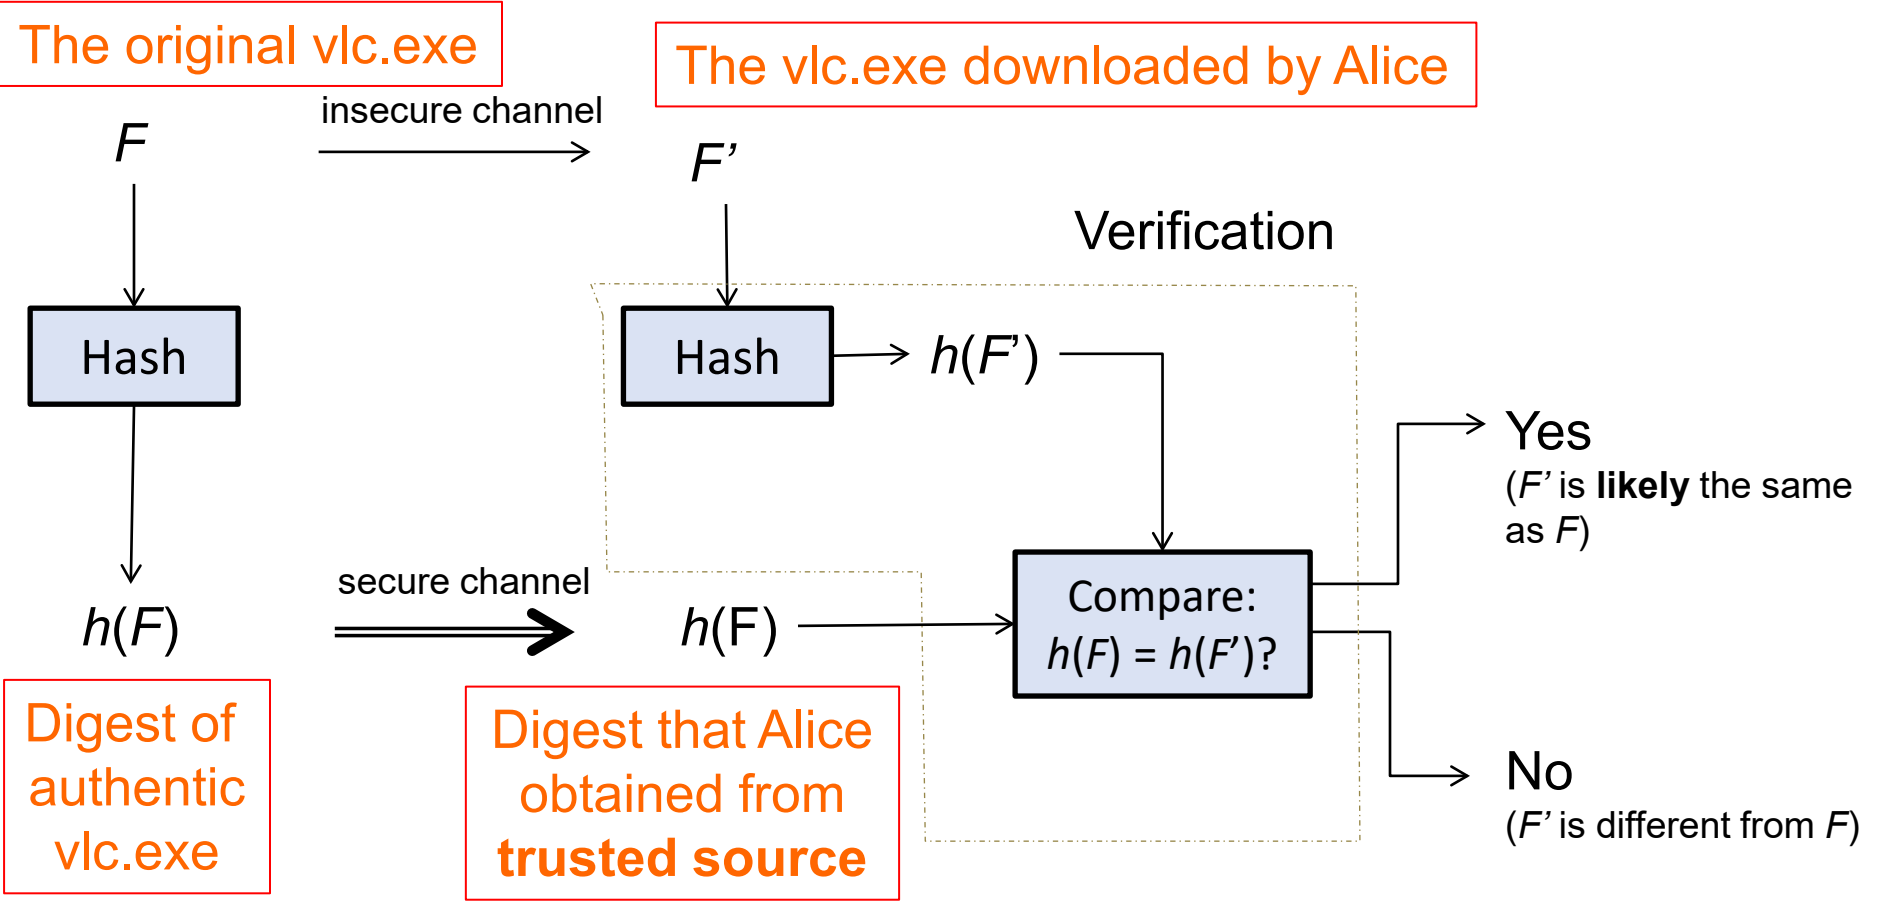 The original vlc.exe
The vlc.exe downloaded by Alice
insecure channel
F
F’
Verification
Hash
Hash
h(F’)
Yes
(F’ is likely the same
as F)
secure channel
h(F)
h(F)
Compare:
h(F) = h(F’)?
Digest of
authentic
vlc.exe
Digest that Alice
obtained from
trusted source
No
(F’ is different from F)